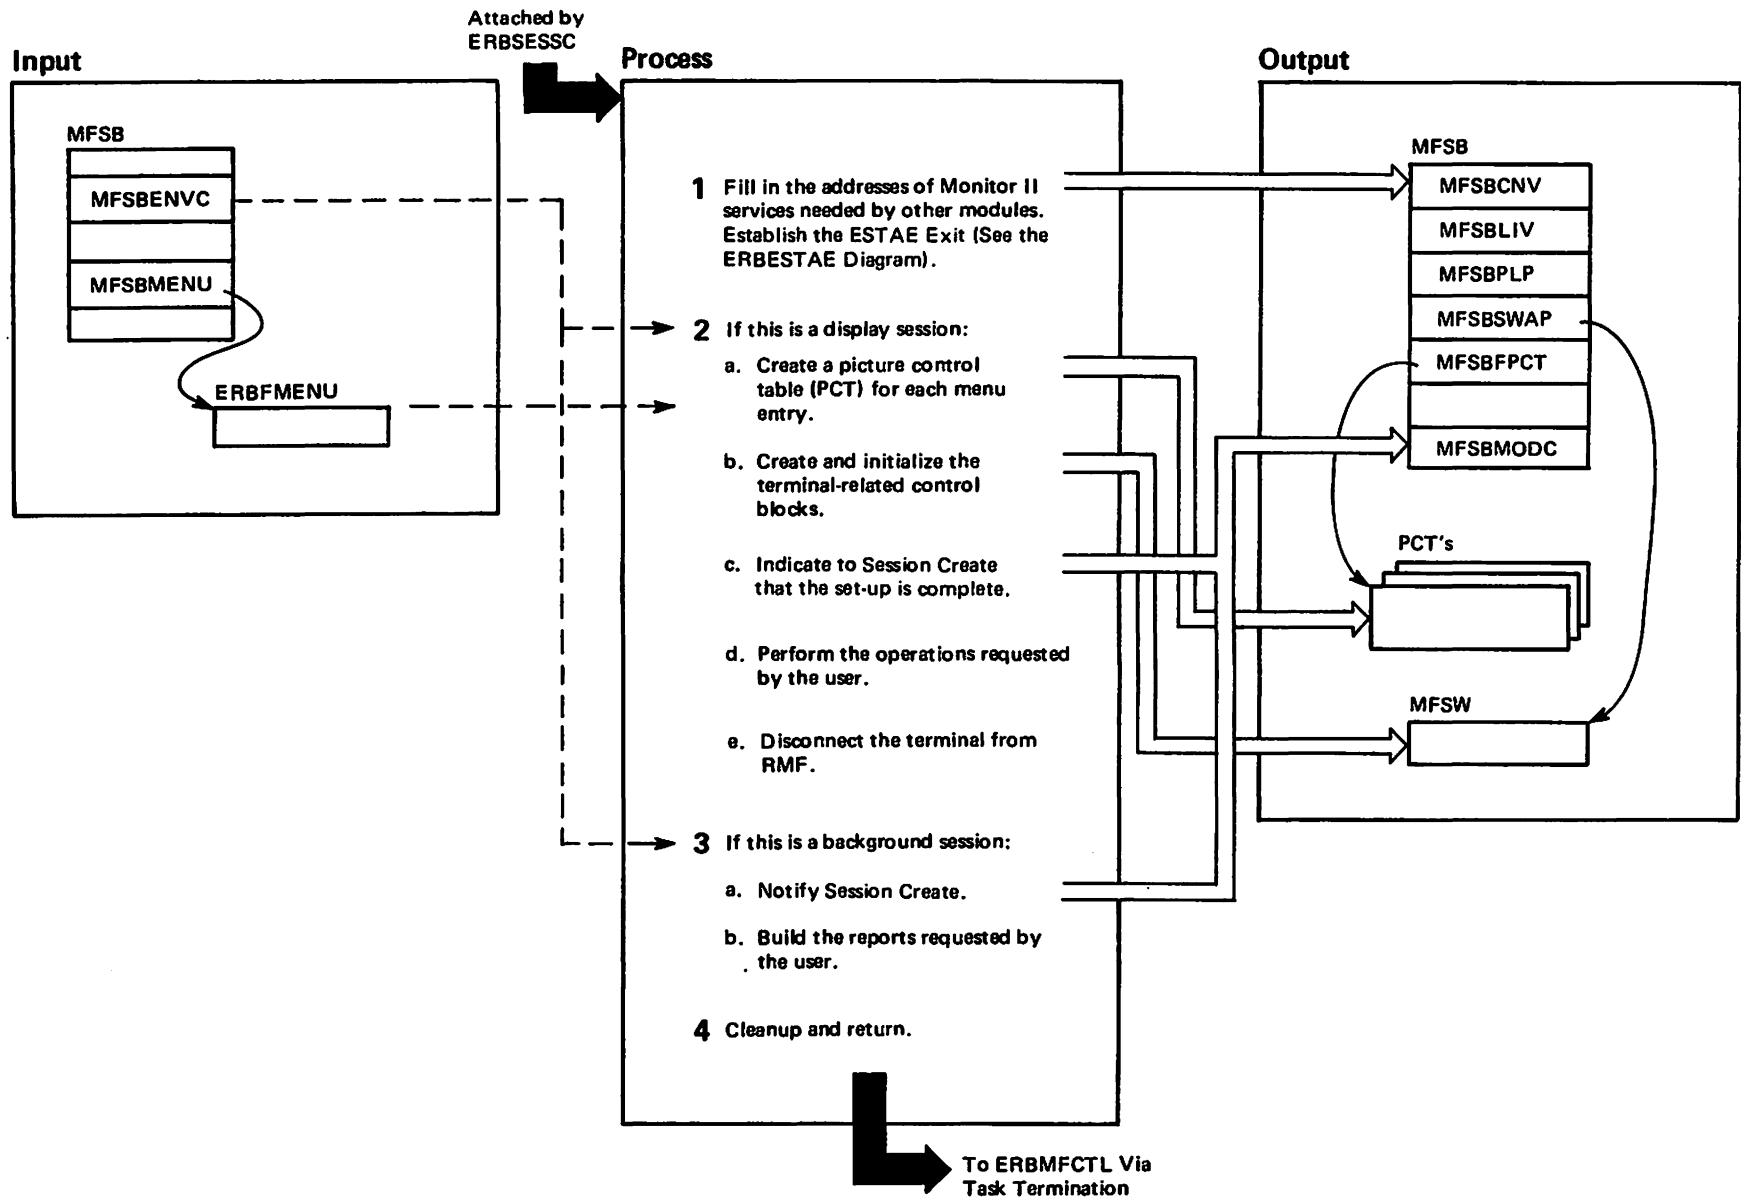 Attached by
ERBSESSC
Input
Process
Output
MFSB
MFSBENVC
MFSBMENU
ERBFMENU
1 Fill in the addresses of Monitor II
services needed by other modules.
Establish the ESTAE Exit (See the
ERBESTAE Diagram).
2 If this is a display session:
a. Create a picture control
table (PCT) for each menu
entry.
b. Create and initialize the
terminal-related control
blocks.
c. Indicate to Session Create
that the set-up is complete.
d. Perform the operations requested
by the user.
e. Disconnect the terminal from
RMF.
3 If this is a background session:
a. Notify Session Create.
b. Build the reports requested by
the user.
4 Cleanup and return.
To ERBMFCTL Via
Task Termination
MFSB
MFSBCNV
MFSBLIV
MFSBPLP
MFSBSWAP
MFSBFPCT
MFSBMODC
PCT's
MFSW